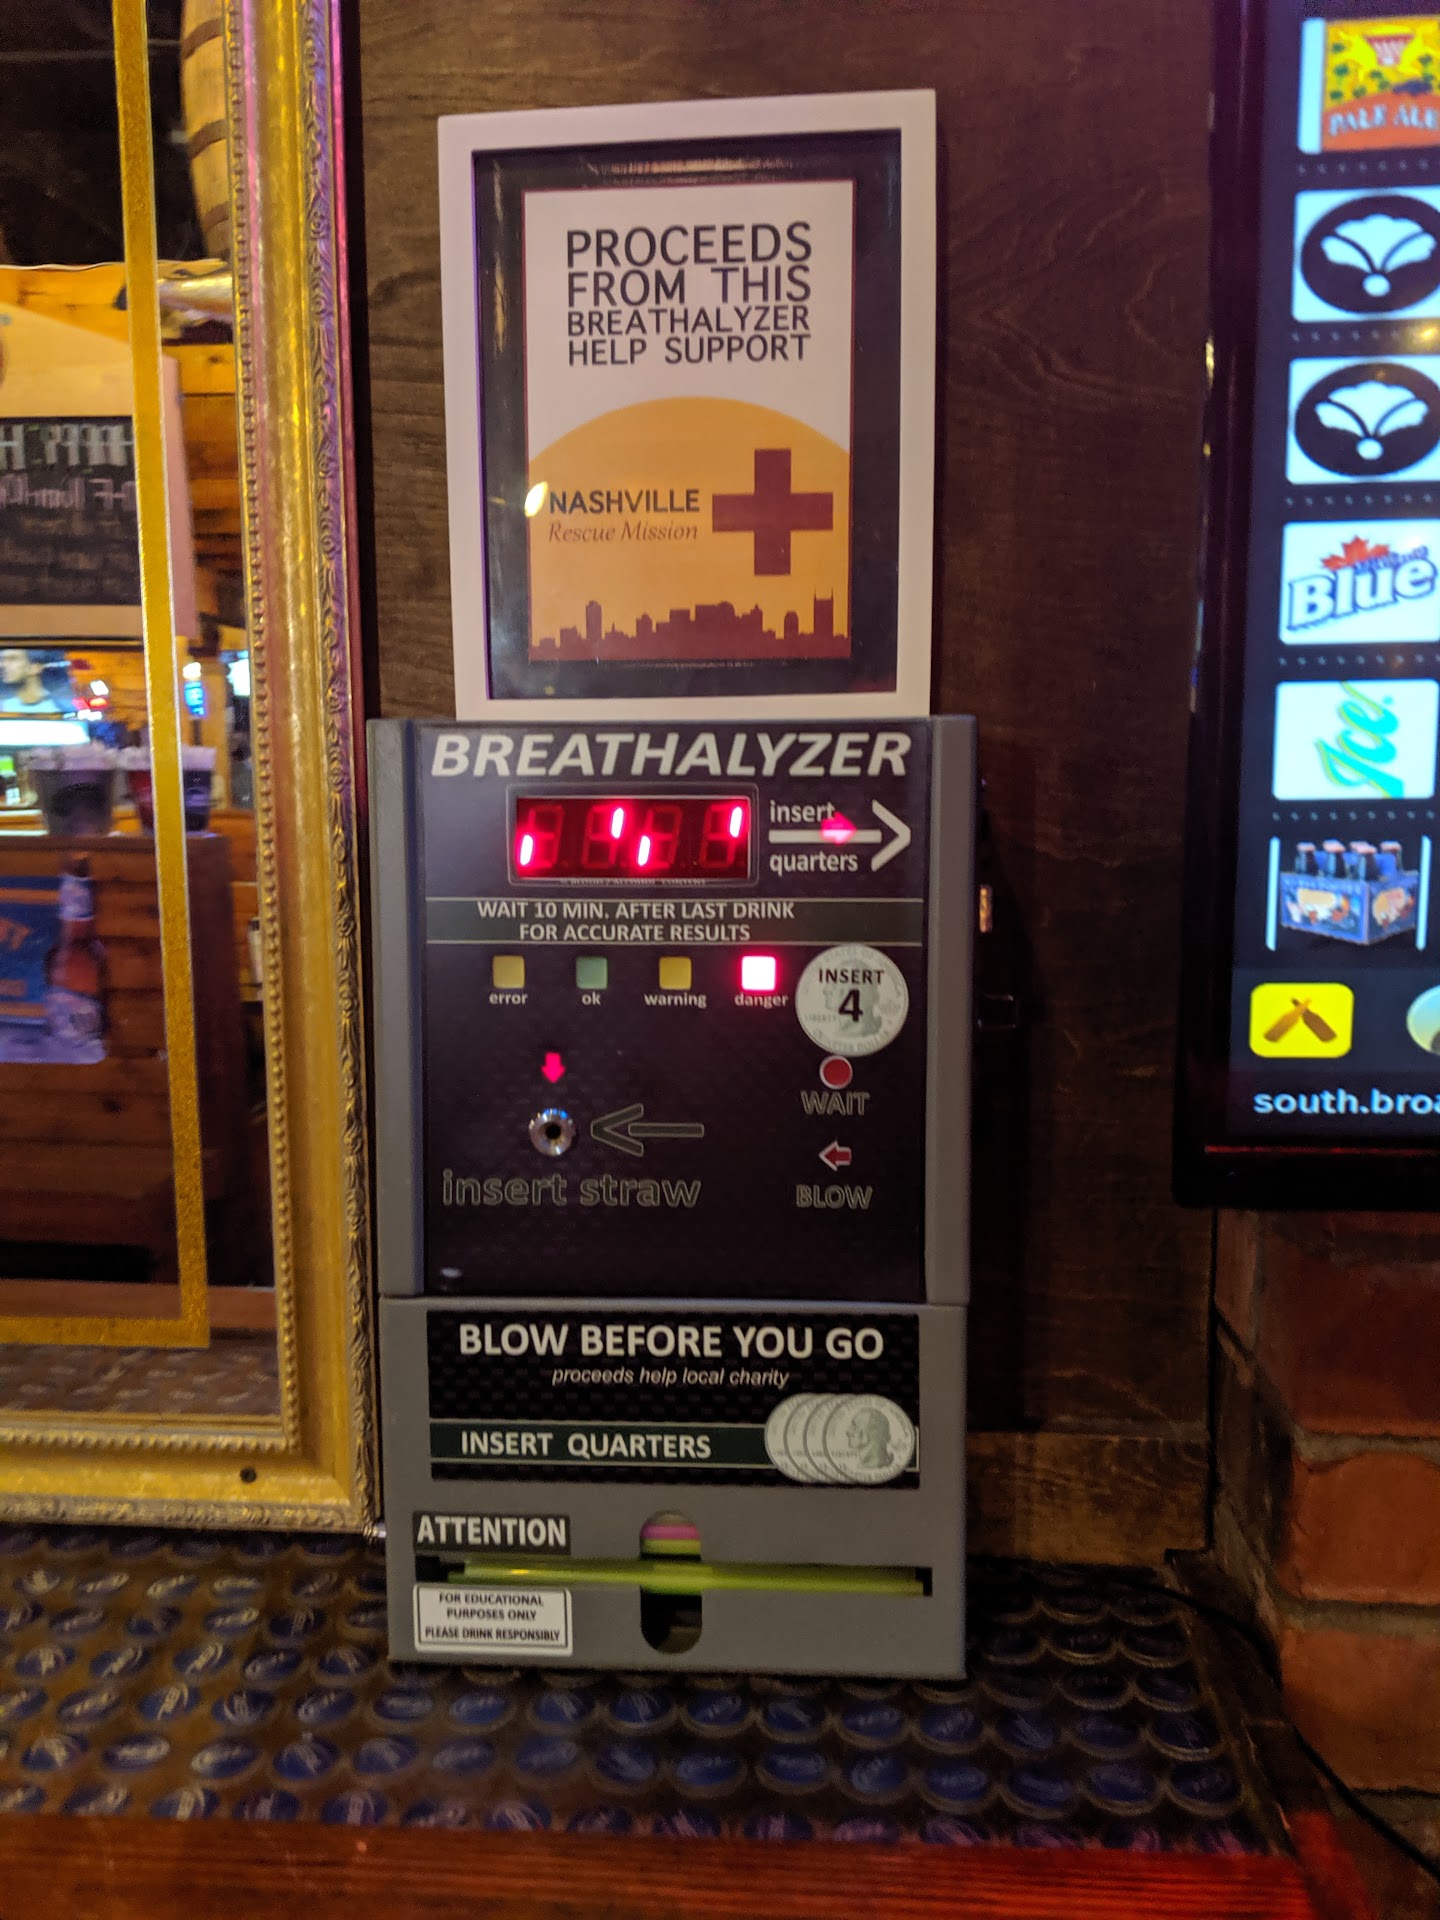 PROCEEDS
FROM THIS
BREATHALYZER
HELP SUPPORT
NASHVILLE
Rescue Mission
BREATHALYZER
insert
quarters
WAIT 10 MIN. AFTER LAST DRINK
FOR ACCURATE RESULTS
error ok warning danger
INSERT
4
WAIT
insert straw
BLOW
BLOW BEFORE YOU GO
proceeds help local charity
INSERT QUARTERS
ATTENTION
FOR EDUCATIONAL
PURPOSES ONLY
PLEASE DRINK RESPONSIBLY
PALE ALE
Blue
Ice
south.broa